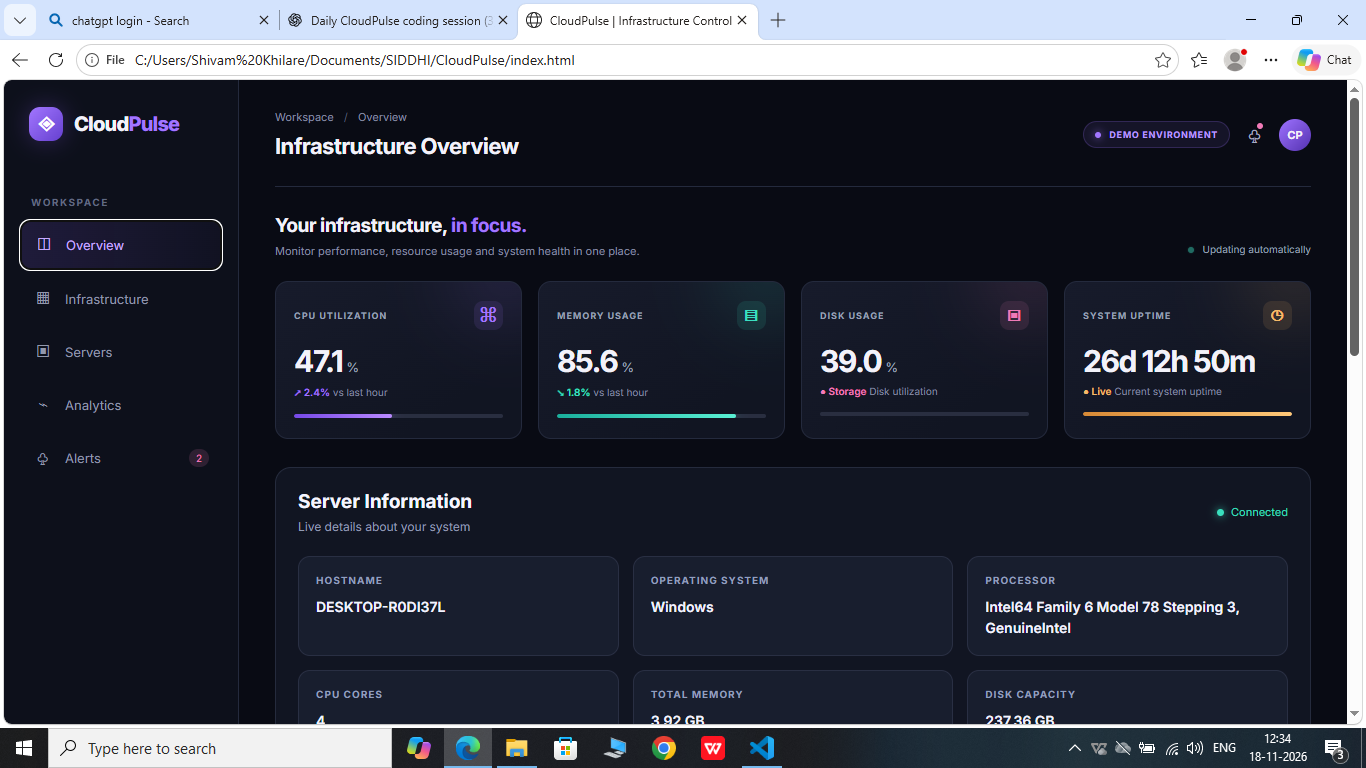 chatgpt login - Search
Daily CloudPulse coding session (3
CloudPulse | Infrastructure Control
File
C:/Users/Shivam%20Khilare/Documents/SIDDHI/CloudPulse/index.html
Chat
CloudPulse
WORKSPACE
Overview
Infrastructure
Servers
Analytics
Alerts
2
Workspace / Overview
Infrastructure Overview
DEMO ENVIRONMENT
CP
Your infrastructure, in focus.
Monitor performance, resource usage and system health in one place.
Updating automatically
CPU UTILIZATION
47.1 %
↗ 2.4% vs last hour
MEMORY USAGE
85.6 %
↘ 1.8% vs last hour
DISK USAGE
39.0 %
● Storage Disk utilization
SYSTEM UPTIME
26d 12h 50m
● Live Current system uptime
Server Information
Live details about your system
Connected
HOSTNAME
DESKTOP-R0DI37L
OPERATING SYSTEM
Windows
PROCESSOR
Intel64 Family 6 Model 78 Stepping 3,
GenuineIntel
CPU CORES
4
TOTAL MEMORY
3.92 GB
DISK CAPACITY
237.36 GB
Type here to search
ENG
12:34
18-11-2026
3